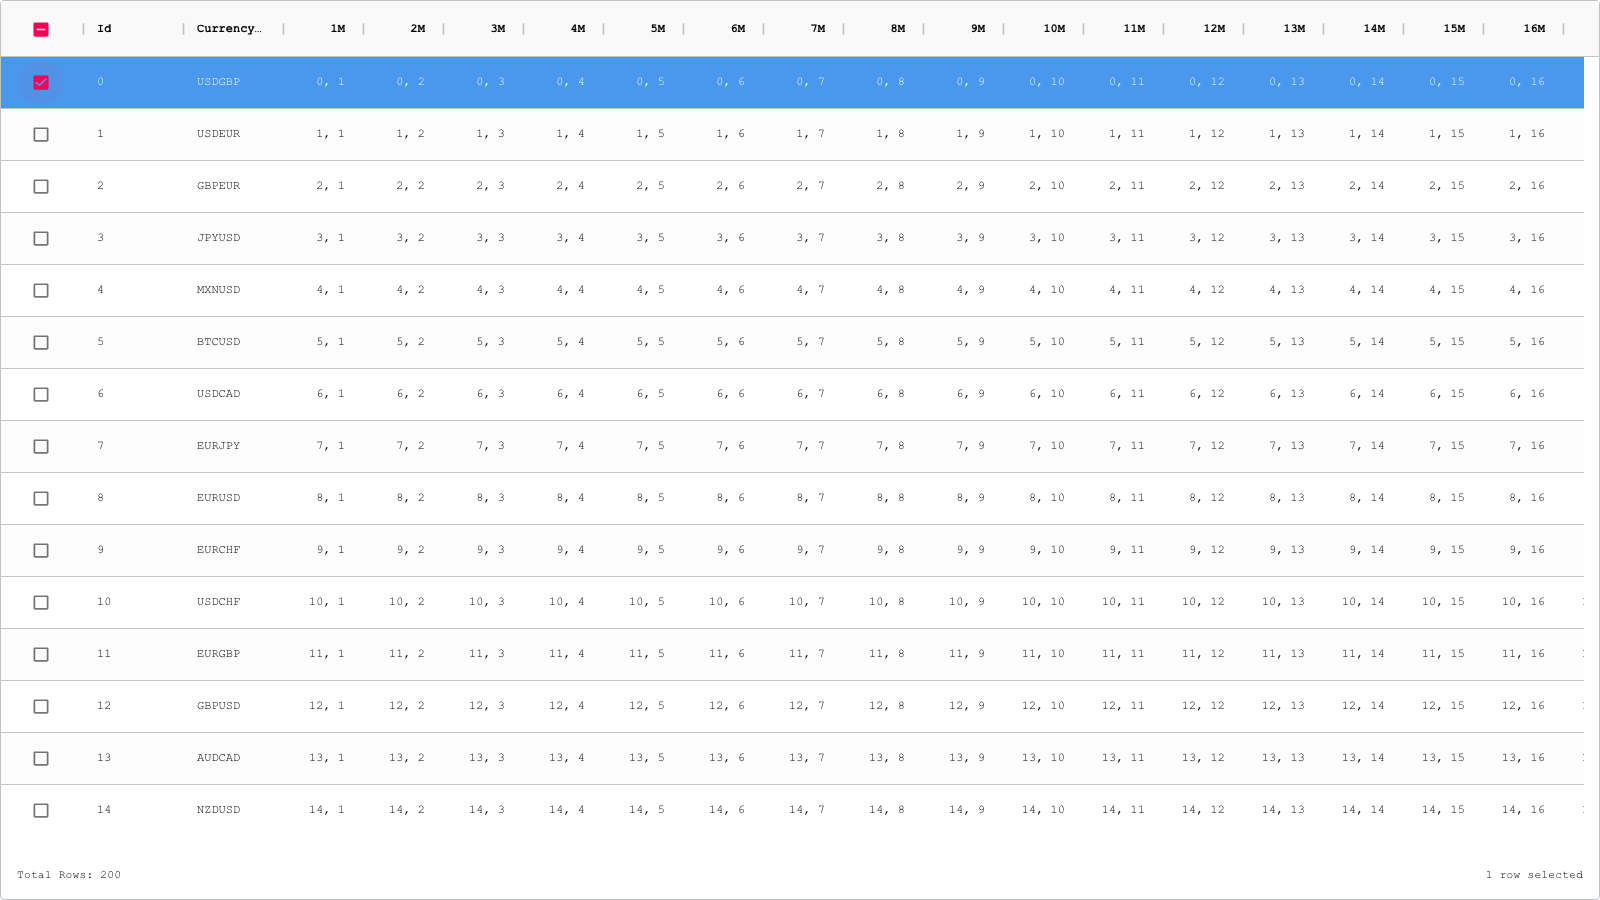 Id Currency… 1M 2M 3M 4M 5M 6M 7M 8M 9M 10M 11M 12M 13M 14M 15M 16M
0 USDGBP 0, 1 0, 2 0, 3 0, 4 0, 5 0, 6 0, 7 0, 8 0, 9 0, 10 0, 11 0, 12 0, 13 0, 14 0, 15 0, 16
1 USDEUR 1, 1 1, 2 1, 3 1, 4 1, 5 1, 6 1, 7 1, 8 1, 9 1, 10 1, 11 1, 12 1, 13 1, 14 1, 15 1, 16
2 GBPEUR 2, 1 2, 2 2, 3 2, 4 2, 5 2, 6 2, 7 2, 8 2, 9 2, 10 2, 11 2, 12 2, 13 2, 14 2, 15 2, 16
3 JPYUSD 3, 1 3, 2 3, 3 3, 4 3, 5 3, 6 3, 7 3, 8 3, 9 3, 10 3, 11 3, 12 3, 13 3, 14 3, 15 3, 16
4 MXNUSD 4, 1 4, 2 4, 3 4, 4 4, 5 4, 6 4, 7 4, 8 4, 9 4, 10 4, 11 4, 12 4, 13 4, 14 4, 15 4, 16
5 BTCUSD 5, 1 5, 2 5, 3 5, 4 5, 5 5, 6 5, 7 5, 8 5, 9 5, 10 5, 11 5, 12 5, 13 5, 14 5, 15 5, 16
6 USDCAD 6, 1 6, 2 6, 3 6, 4 6, 5 6, 6 6, 7 6, 8 6, 9 6, 10 6, 11 6, 12 6, 13 6, 14 6, 15 6, 16
7 EURJPY 7, 1 7, 2 7, 3 7, 4 7, 5 7, 6 7, 7 7, 8 7, 9 7, 10 7, 11 7, 12 7, 13 7, 14 7, 15 7, 16
8 EURUSD 8, 1 8, 2 8, 3 8, 4 8, 5 8, 6 8, 7 8, 8 8, 9 8, 10 8, 11 8, 12 8, 13 8, 14 8, 15 8, 16
9 EURCHF 9, 1 9, 2 9, 3 9, 4 9, 5 9, 6 9, 7 9, 8 9, 9 9, 10 9, 11 9, 12 9, 13 9, 14 9, 15 9, 16
10 USDCHF 10, 1 10, 2 10, 3 10, 4 10, 5 10, 6 10, 7 10, 8 10, 9 10, 10 10, 11 10, 12 10, 13 10, 14 10, 15 10, 16
11 EURGBP 11, 1 11, 2 11, 3 11, 4 11, 5 11, 6 11, 7 11, 8 11, 9 11, 10 11, 11 11, 12 11, 13 11, 14 11, 15 11, 16
12 GBPUSD 12, 1 12, 2 12, 3 12, 4 12, 5 12, 6 12, 7 12, 8 12, 9 12, 10 12, 11 12, 12 12, 13 12, 14 12, 15 12, 16
13 AUDCAD 13, 1 13, 2 13, 3 13, 4 13, 5 13, 6 13, 7 13, 8 13, 9 13, 10 13, 11 13, 12 13, 13 13, 14 13, 15 13, 16
14 NZDUSD 14, 1 14, 2 14, 3 14, 4 14, 5 14, 6 14, 7 14, 8 14, 9 14, 10 14, 11 14, 12 14, 13 14, 14 14, 15 14, 16
Total Rows: 200 1 row selected